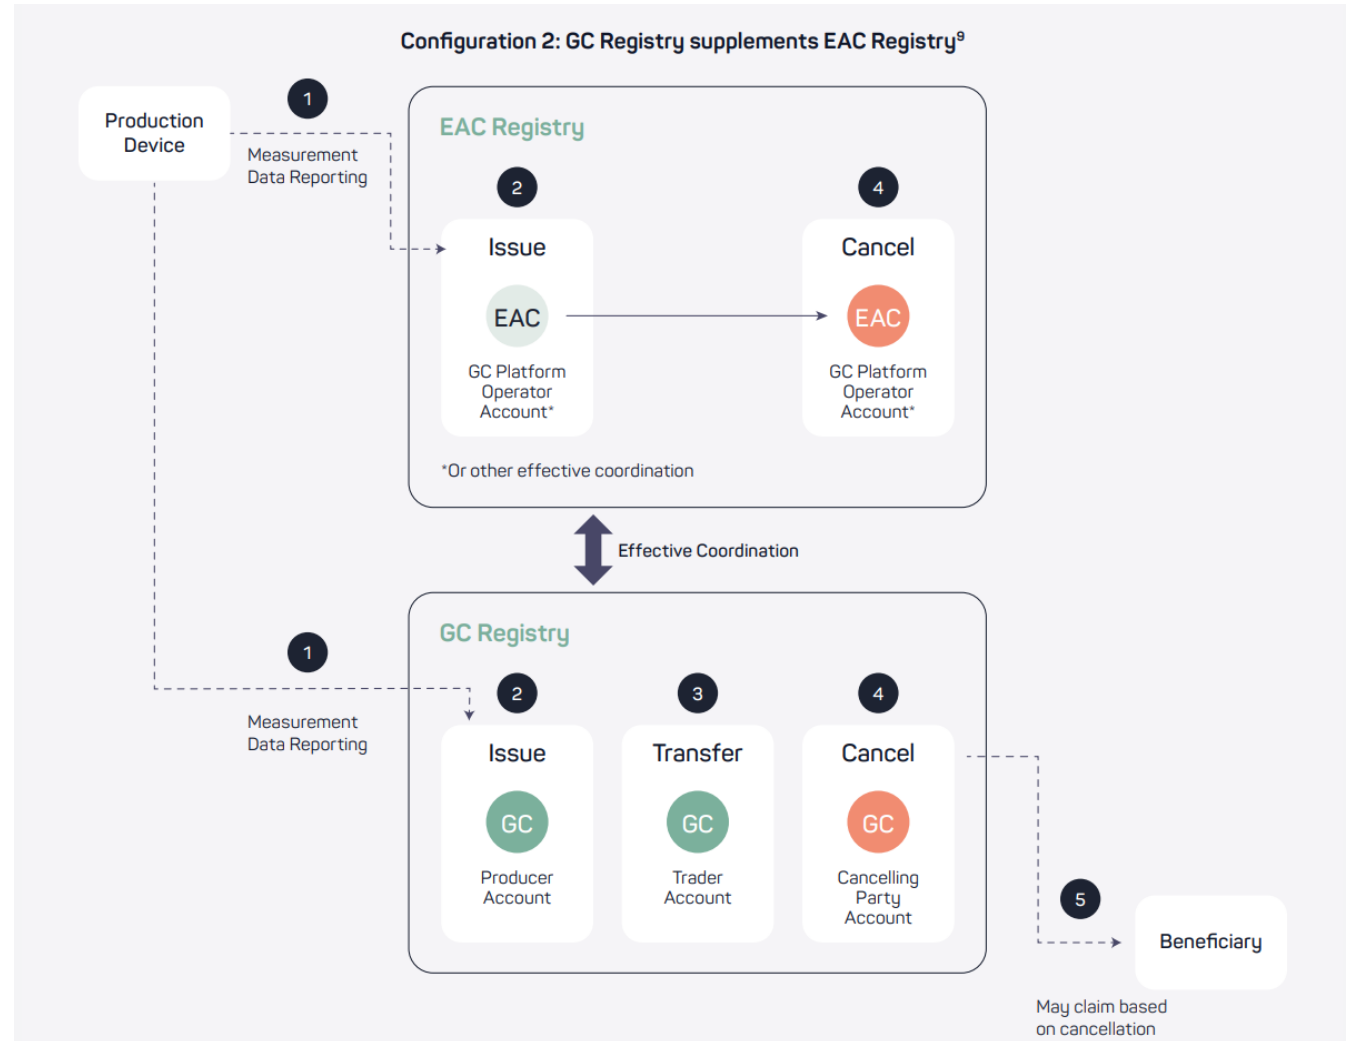 Configuration 2: GC Registry supplements EAC Registry⁹
Production
Device
1
Measurement
Data Reporting
EAC Registry
2
Issue
EAC
GC Platform
Operator
Account*
4
Cancel
EAC
GC Platform
Operator
Account*
*Or other effective coordination
Effective Coordination
1
Measurement
Data Reporting
GC Registry
2
Issue
GC
Producer
Account
3
Transfer
GC
Trader
Account
4
Cancel
GC
Cancelling
Party
Account
5
Beneficiary
May claim based
on cancellation